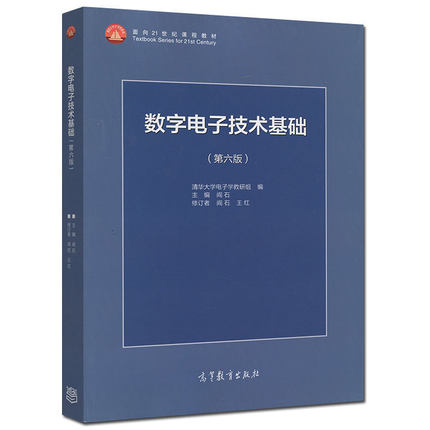 面向21世纪课程教材
Textbook Series for 21st Century
数字电子技术基础
(第六版)
清华大学电子学教研组 编
主编 阎石
修订者 阎石 王红
高等教育出版社
数字电子技术基础(第六版)